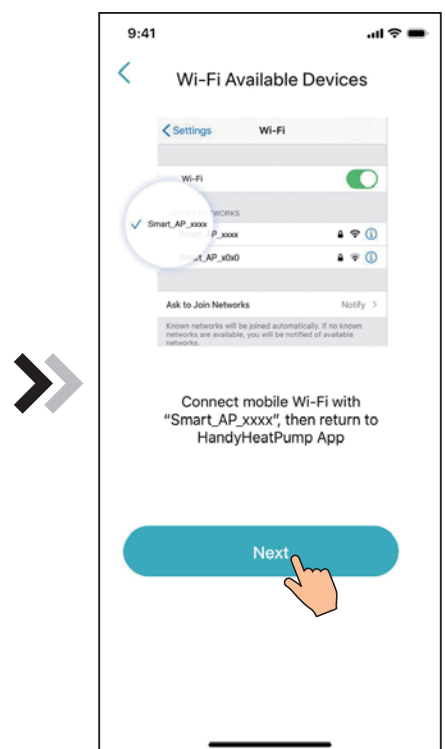 9:41
Wi-Fi Available Devices
Settings Wi-Fi
Wi-Fi
WORKS
Smart_AP_xxxx
P_xxxx
t_AP_x0x0
Ask to Join Networks Notify
Known networks will be joined automatically. If no known
networks are available, you will be notified of available
networks.
Connect mobile Wi-Fi with
“Smart_AP_xxxx”, then return to
HandyHeatPump App
Next